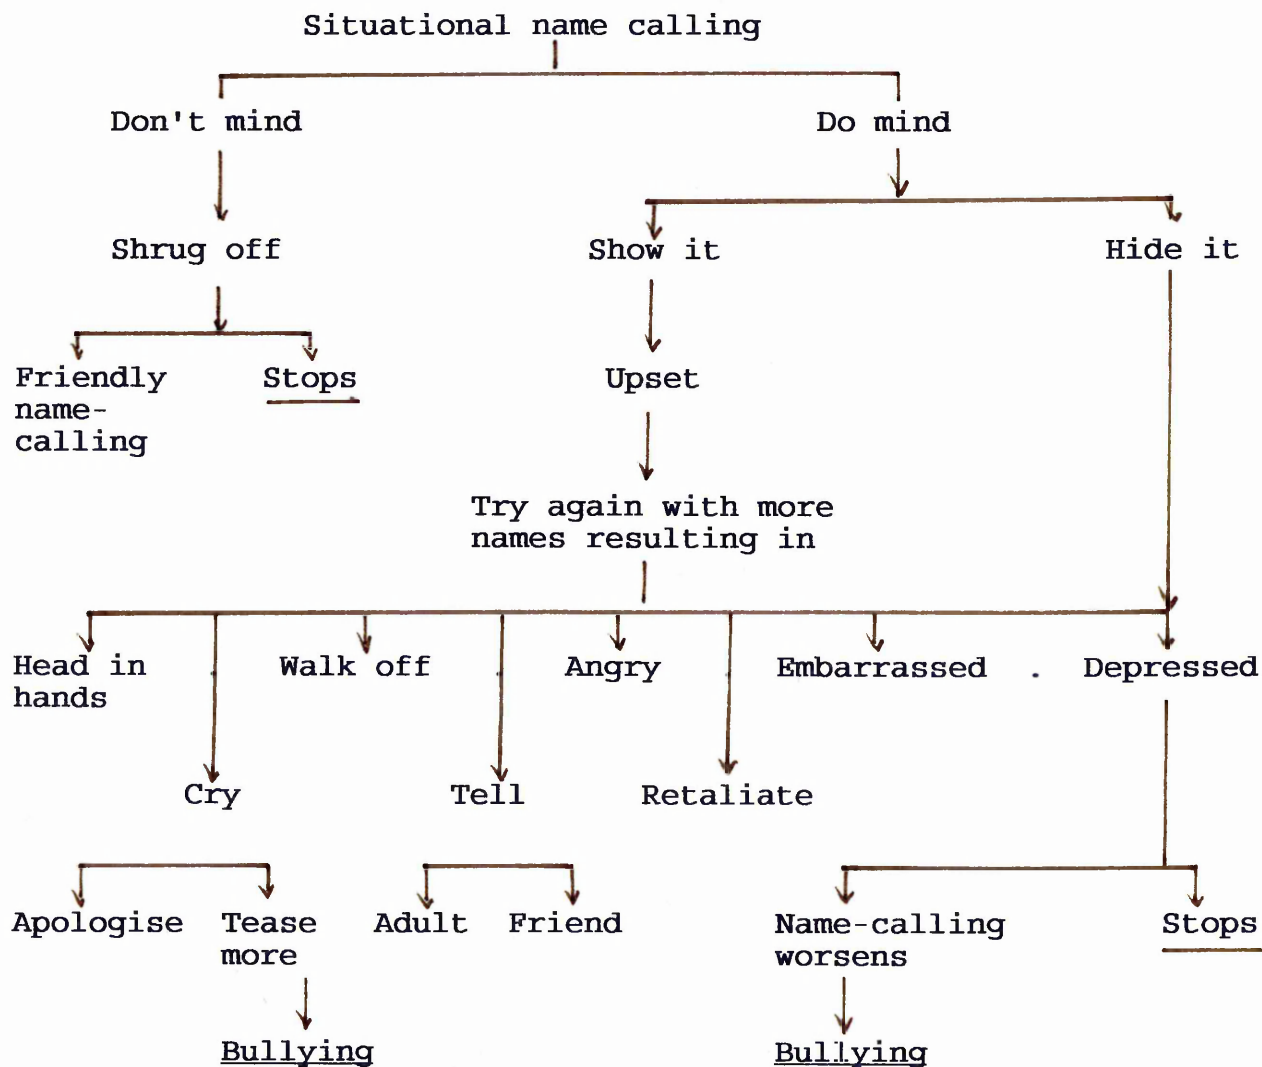 Situational name calling
Don't mind
Do mind
Shrug off
Show it
Hide it
Friendly
name-
calling
Stops
Upset
Try again with more
names resulting in
Head in
hands
Walk off
Angry
Embarrassed
Depressed
Cry
Tell
Retaliate
Apologise
Tease
more
Adult
Friend
Name-calling
worsens
Stops
Bullying
Bullying